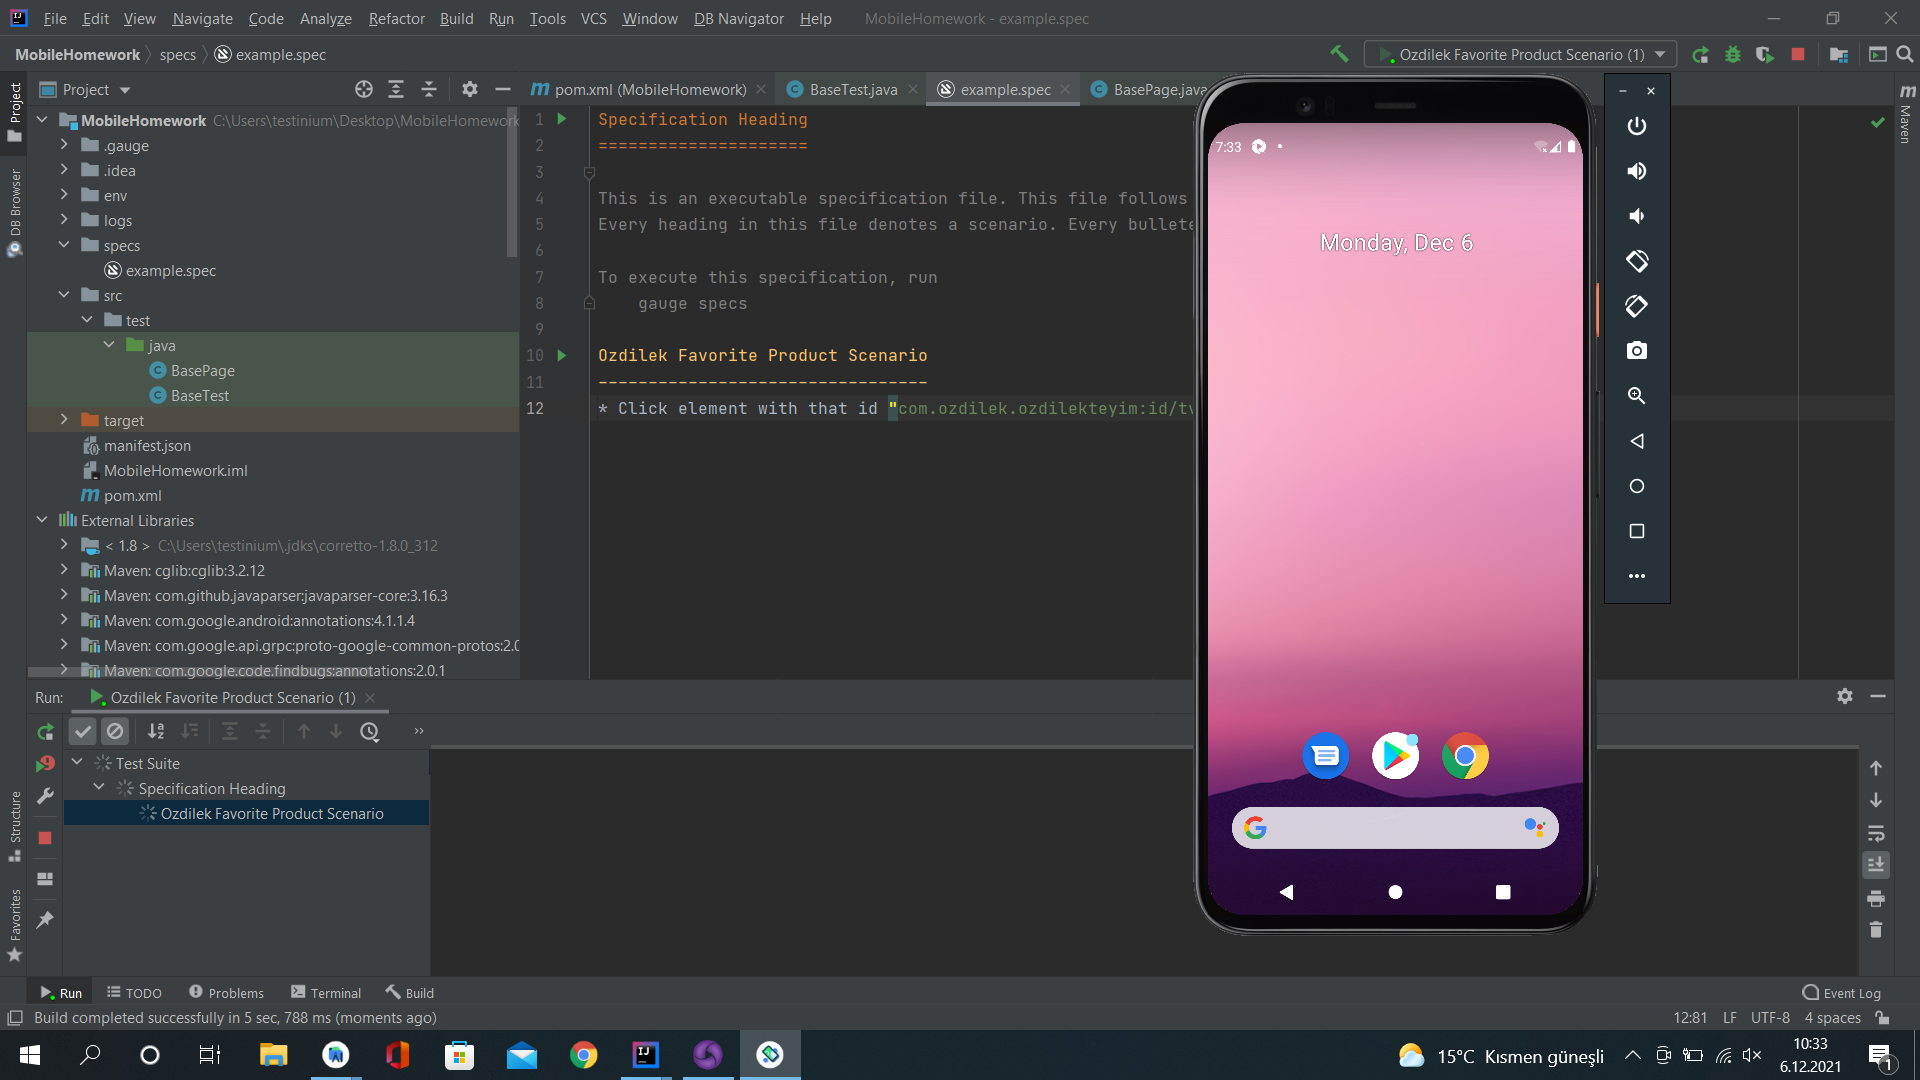 File Edit View Navigate Code Analyze Refactor Build Run Tools VCS Window DB Navigator Help MobileHomework - example.spec
MobileHomework specs example.spec
Ozdilek Favorite Product Scenario (1)
Project
pom.xml (MobileHomework) BaseTest.java example.spec BasePage.java
Project
DB Browser
Structure
Favorites
Maven
MobileHomework C:\Users\testinium\Desktop\MobileHomework
.gauge
.idea
env
logs
specs
example.spec
src
test
java
BasePage
BaseTest
target
manifest.json
MobileHomework.iml
pom.xml
External Libraries
< 1.8 > C:\Users\testinium\.jdks\corretto-1.8.0_312
Maven: cglib:cglib:3.2.12
Maven: com.github.javaparser:javaparser-core:3.16.3
Maven: com.google.android:annotations:4.1.1.4
Maven: com.google.api.grpc:proto-google-common-protos:2.0
Maven: com.google.code.findbugs:annotations:2.0.1
1 Specification Heading
2 =====================
3
4 This is an executable specification file. This file follows
5 Every heading in this file denotes a scenario. Every bullete
6
7 To execute this specification, run
8 gauge specs
9
10 Ozdilek Favorite Product Scenario
11 ---------------------------------
12 * Click element with that id "com.ozdilek.ozdilekteyim:id/tv
7:33
Monday, Dec 6
Run: Ozdilek Favorite Product Scenario (1)
Test Suite
Specification Heading
Ozdilek Favorite Product Scenario
Run TODO Problems Terminal Build Event Log
Build completed successfully in 5 sec, 788 ms (moments ago) 12:81 LF UTF-8 4 spaces
15°C Kısmen güneşli
10:33
6.12.2021
1